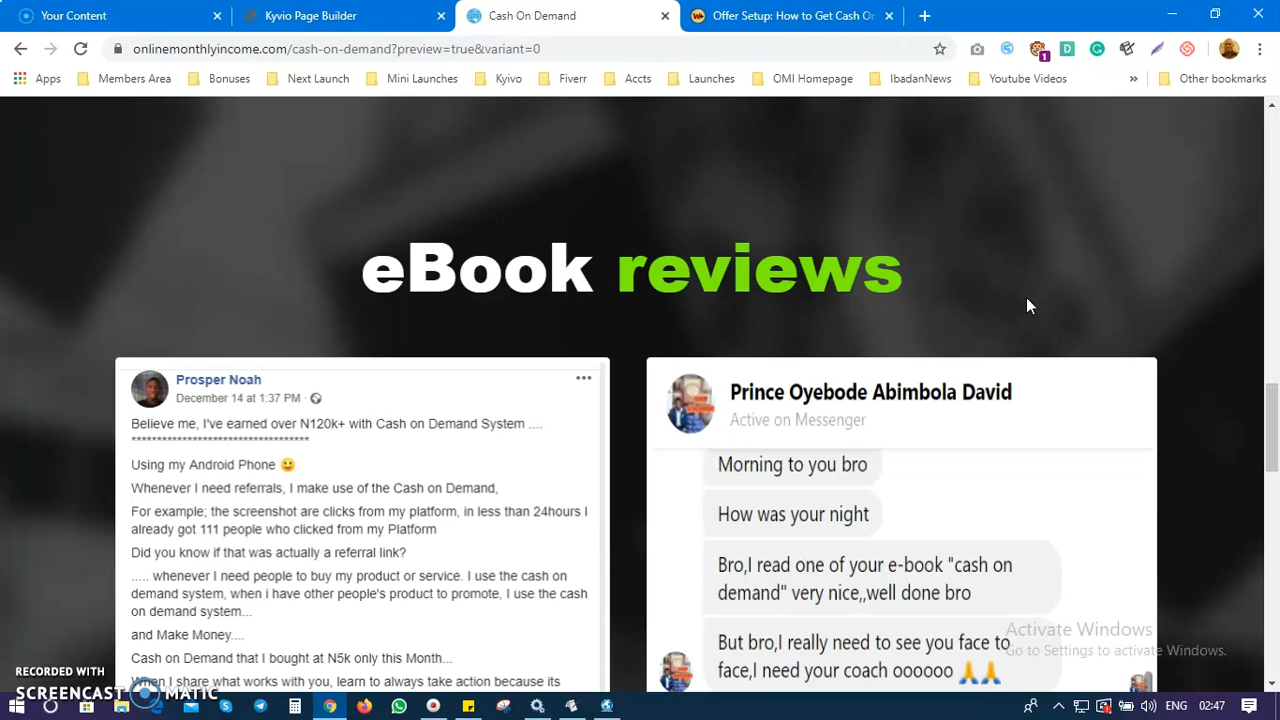 Your Content
Kyvio Page Builder
Cash On Demand
Offer Setup: How to Get Cash On
onlinemonthlyincome.com/cash-on-demand?preview=true&variant=0
1
Apps
Members Area
Bonuses
Next Launch
Mini Launches
Kyivo
Fiverr
Accts
Launches
OMI Homepage
IbadanNews
Youtube Videos
»
Other bookmarks
eBook reviews
Prosper Noah
December 14 at 1:37 PM
Believe me, I've earned over N120k+ with Cash on Demand System ....
***********************************
Using my Android Phone
Whenever I need referrals, I make use of the Cash on Demand,
For example; the screenshot are clicks from my platform, in less than 24hours I
already got 111 people who clicked from my Platform
Did you know if that was actually a referral link?
..... whenever I need people to buy my product or service. I use the cash on
demand system, when i have other people's product to promote, I use the cash
on demand system...
and Make Money....
Cash on Demand that I bought at N5k only this Month...
When I share what works with you, learn to always take action because its
Prince Oyebode Abimbola David
Active on Messenger
Morning to you bro
How was your night
Bro,I read one of your e-book "cash on
demand" very nice,,well done bro
But bro,I really need to see you face to
face,I need your coach oooooo 🙏🙏
Activate Windows
Go to Settings to activate Windows.
RECORDED WITH
SCREENCAST MATIC
ENG
02:47